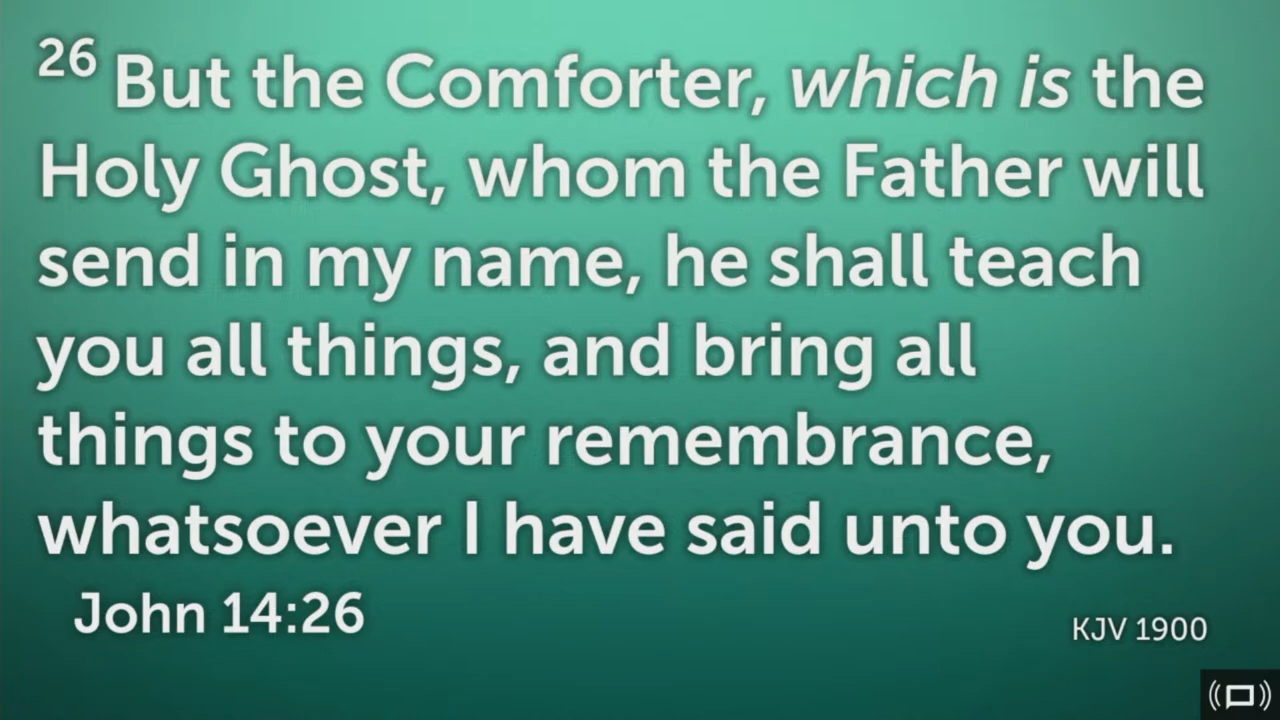 26 But the Comforter, which is the
Holy Ghost, whom the Father will
send in my name, he shall teach
you all things, and bring all
things to your remembrance,
whatsoever I have said unto you.
John 14:26
KJV 1900